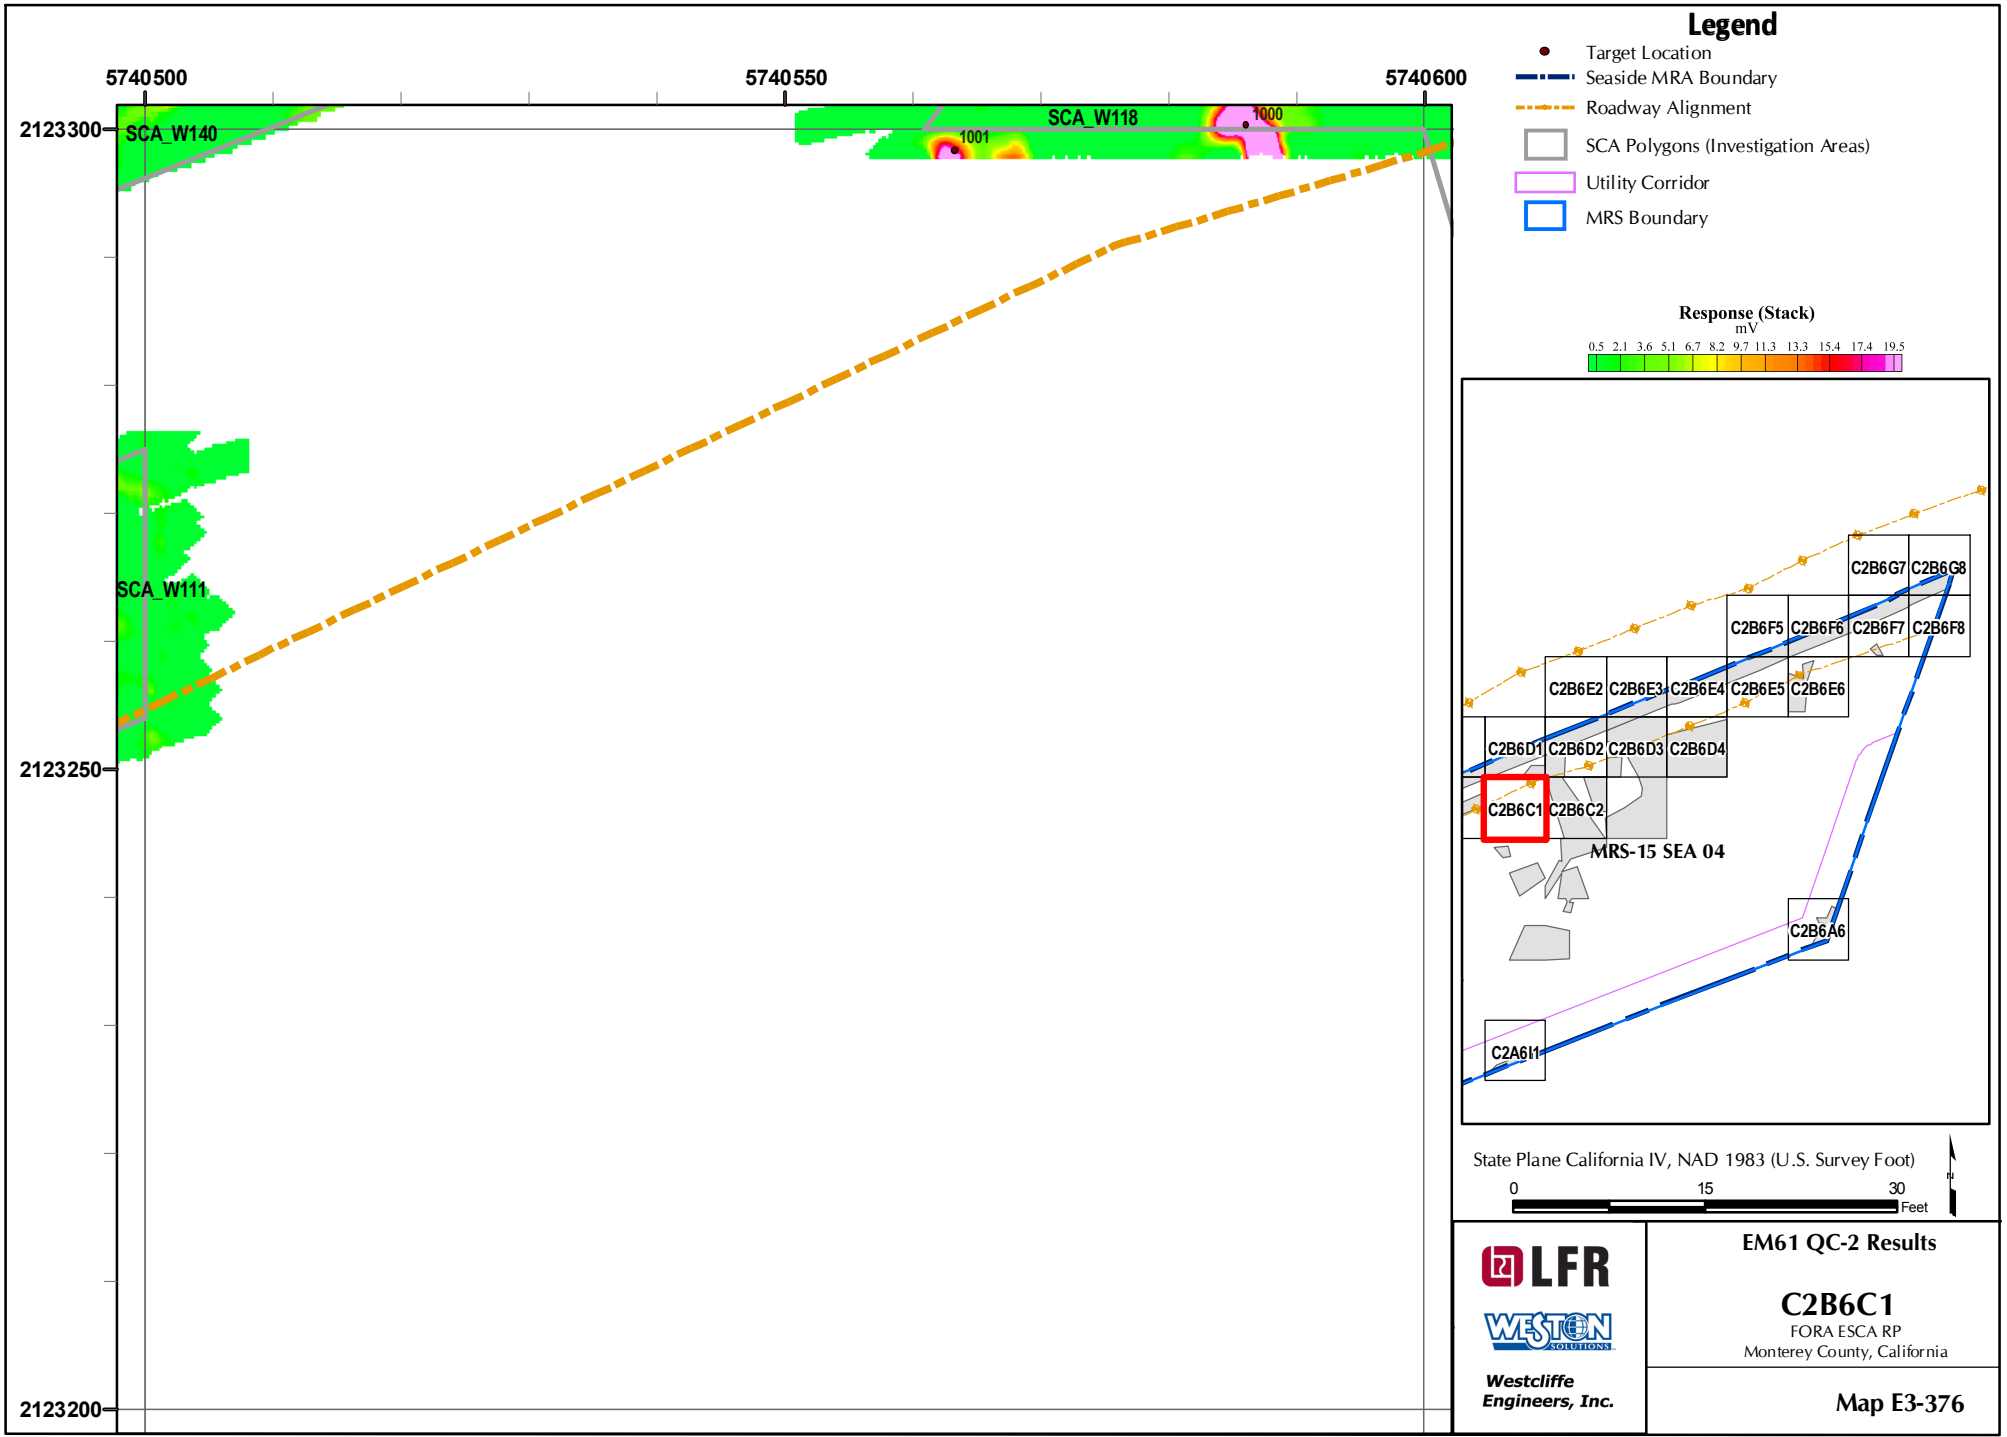 Legend
Target Location
Seaside MRA Boundary
Roadway Alignment
SCA Polygons (Investigation Areas)
Utility Corridor
MRS Boundary
5740500
5740550
5740600
2123300
2123250
2123200
SCA_W140
SCA_W118
1000
1001
SCA_W111
Response (Stack)
mV
0.5 2.1 3.6 5.1 6.7 8.2 9.7 11.3 13.3 15.4 17.4 19.5
C2B6G7 C2B6G8
C2B6F5 C2B6F6 C2B6F7 C2B6F8
C2B6E2 C2B6E3 C2B6E4 C2B6E5 C2B6E6
C2B6D1 C2B6D2 C2B6D3 C2B6D4
C2B6C1 C2B6C2
MRS-15 SEA 04
C2B6A6
C2A6I1
State Plane California IV, NAD 1983 (U.S. Survey Foot)
0 15 30
Feet
N
LFR
WESTON
SOLUTIONS
Westcliffe
Engineers, Inc.
EM61 QC-2 Results
C2B6C1
FORA ESCA RP
Monterey County, California
Map E3-376